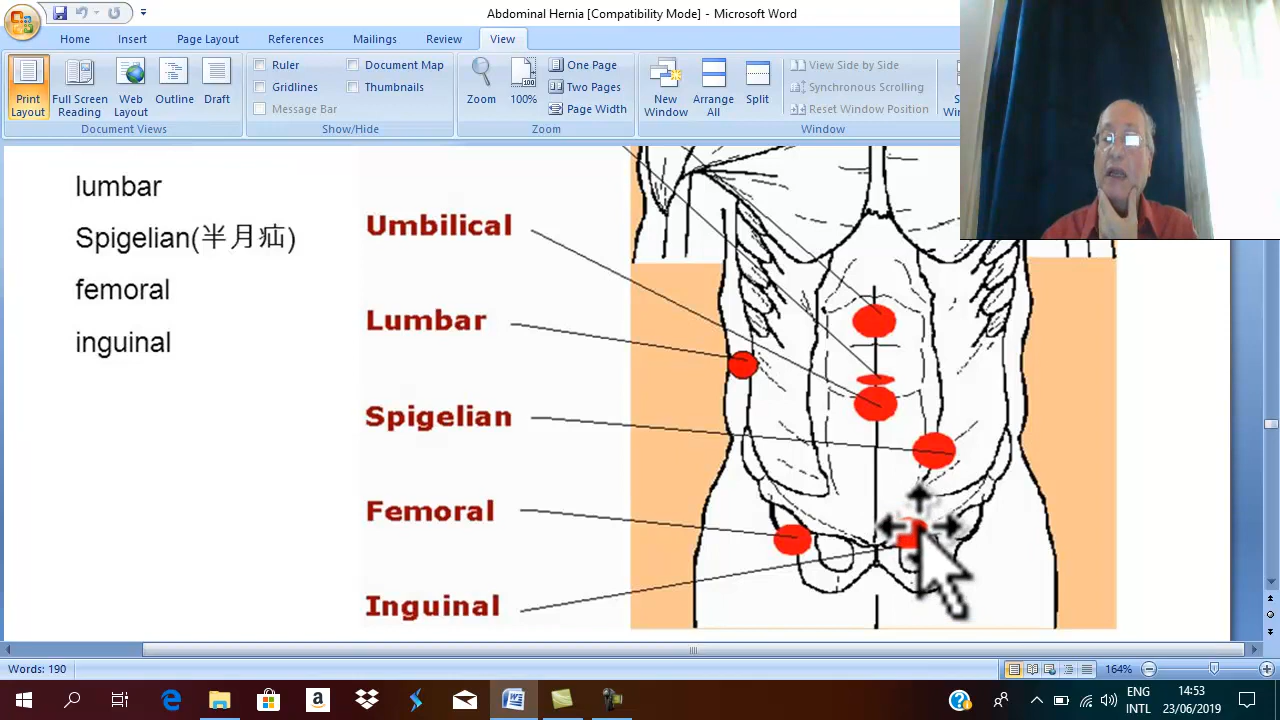 Abdominal Hernia [Compatibility Mode] - Microsoft Word
Home Insert Page Layout References Mailings Review View
Print Layout
Full Screen Reading
Web Layout
Outline
Draft
Document Views
Ruler
Gridlines
Message Bar
Document Map
Thumbnails
Show/Hide
Zoom
100%
One Page
Two Pages
Page Width
Zoom
New Window
Arrange All
Split
View Side by Side
Synchronous Scrolling
Reset Window Position
Window
lumbar
Spigelian(半月疝)
femoral
inguinal
Umbilical
Lumbar
Spigelian
Femoral
Inguinal
Words: 190
164%
ENG
INTL
14:53
23/06/2019